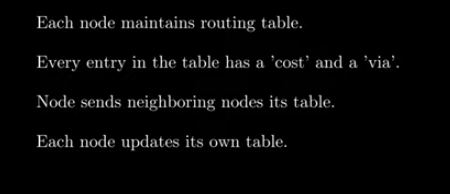 Each node maintains routing table.
Every entry in the table has a 'cost' and a 'via'.
Node sends neighboring nodes its table.
Each node updates its own table.